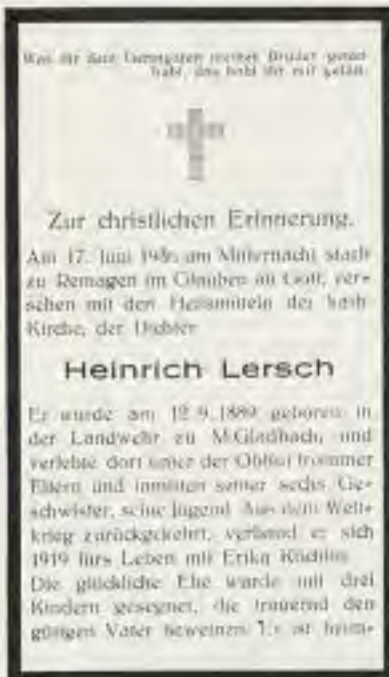 Was ihr dem Geringsten meiner Brüder getan
habt, das habt ihr mir getan.
Zur christlichen Erinnerung.
Am 17. Juni 1936 um Mitternacht starb
zu Remagen im Glauben an Gott, ver-
sehen mit den Heilsmitteln der kath.
Kirche, der Dichter
Heinrich Lersch
Er wurde am 12. 9. 1889 geboren in
der Landwehr zu M.Gladbach, und
verlebte dort unter der Obhut frommer
Eltern und inmitten seiner sechs Ge-
schwister, seine Jugend. Aus dem Welt-
krieg zurückgekehrt, verband er sich
1919 fürs Leben mit Erika
Die glückliche Ehe wurde mit drei
Kindern gesegnet, die trauernd den
gütigen Vater beweinen. Er ist heim-